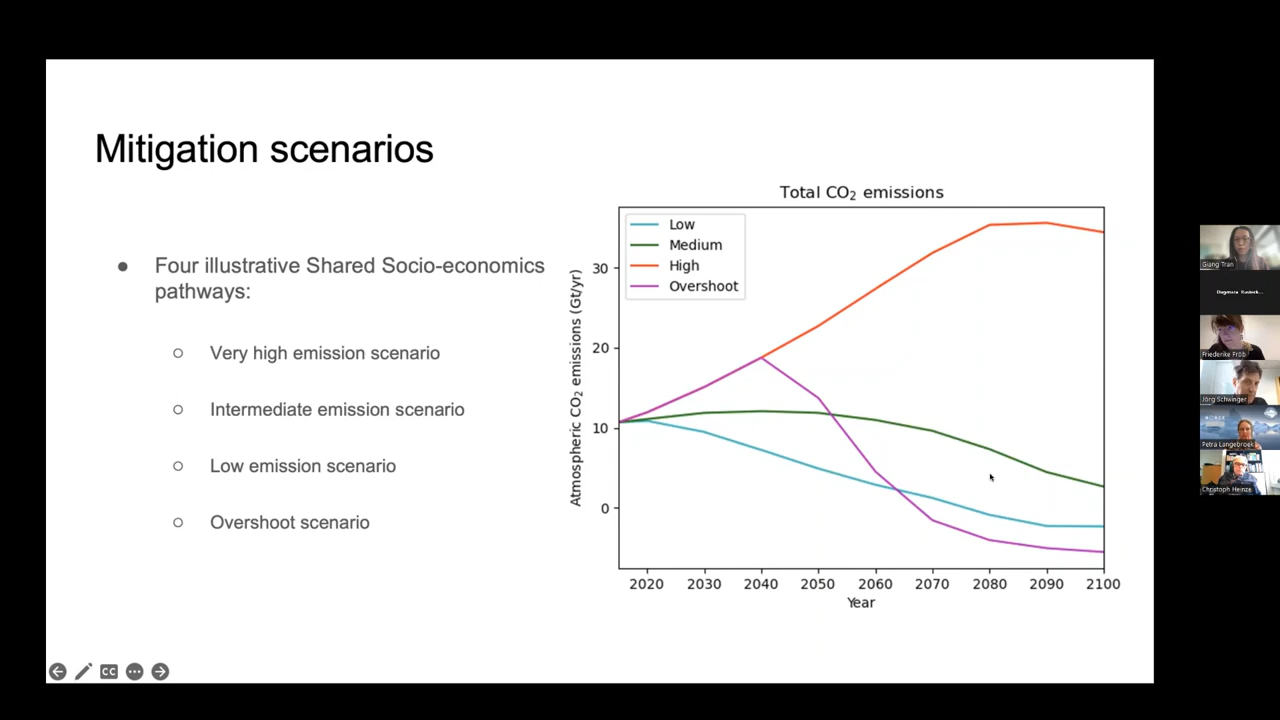 Mitigation scenarios
● Four illustrative Shared Socio-economics
pathways:
○ Very high emission scenario
○ Intermediate emission scenario
○ Low emission scenario
○ Overshoot scenario
Total CO₂ emissions
Low
Medium
High
Overshoot
Atmospheric CO₂ emissions (Gt/yr)
30
20
10
0
2020 2030 2040 2050 2060 2070 2080 2090 2100
Year
CC
Giang Tran
Friederike Fröb
Jörg Schwinger
Petra Langebroek
Christoph Heinze